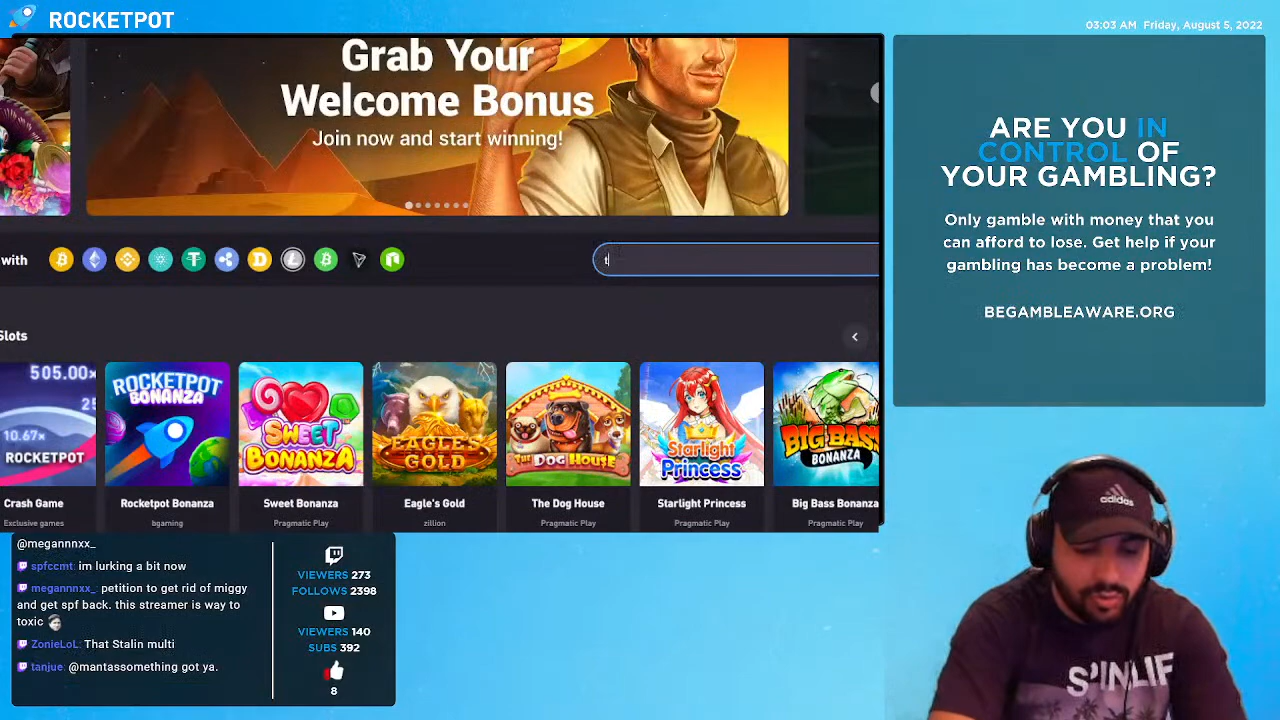 ROCKETPOT
03:03 AM Friday, August 5, 2022
Grab Your
Welcome Bonus
Join now and start winning!
with
t
Slots
505.00×
25
10.67×
ROCKETPOT
ROCKETPOT
BONANZA
SWEET
BONANZA
EAGLE'S
GOLD
THE DOG HOUSE
Starlight
Princess
BIG BASS
BONANZA
Crash Game
Rocketpot Bonanza
Sweet Bonanza
Eagle's Gold
The Dog House
Starlight Princess
Big Bass Bonanza
Exclusive games
bgaming
Pragmatic Play
zillion
Pragmatic Play
Pragmatic Play
Pragmatic Play
ARE YOU IN
CONTROL OF
YOUR GAMBLING?
Only gamble with money that you
can afford to lose. Get help if your
gambling has become a problem!
BEGAMBLEAWARE.ORG
@megannnxx_
spfccmt: im lurking a bit now
megannnxx_: petition to get rid of miggy
and get spf back. this streamer is way to
toxic
ZonieLoL: That Stalin multi
tanjue: @mantassomething got ya.
VIEWERS 273
FOLLOWS 2398
VIEWERS 140
SUBS 392
8
adidas
SPINLIF